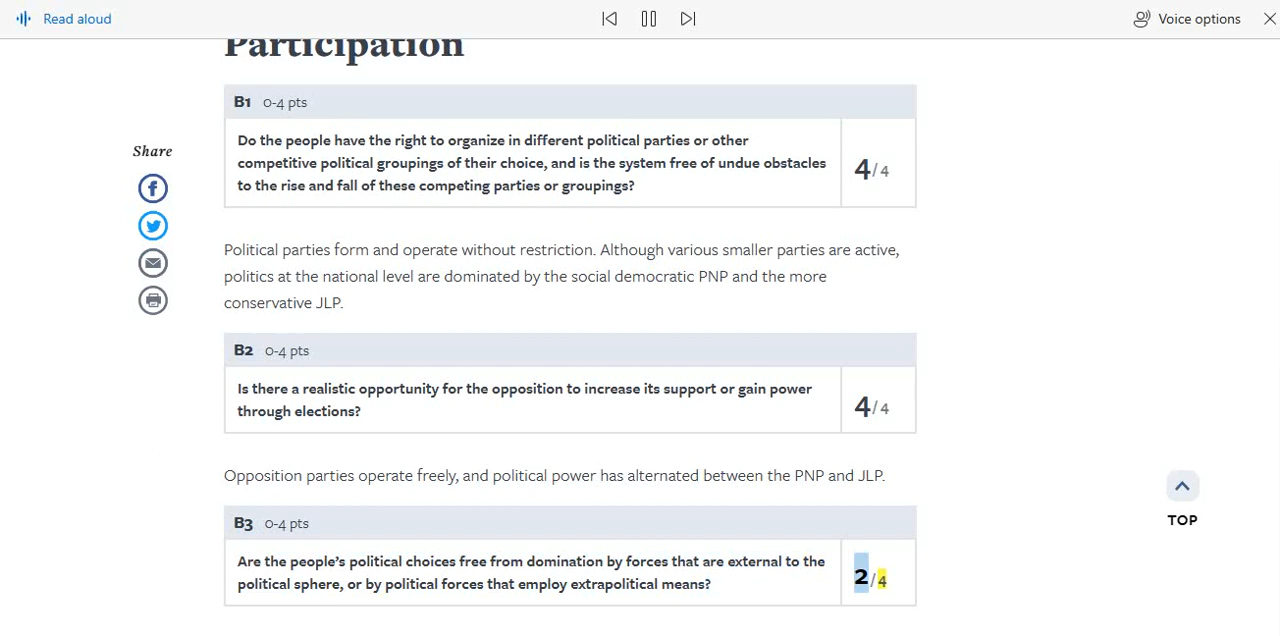 Read aloud
Voice options
Participation
B1 0-4 pts
Do the people have the right to organize in different political parties or other
competitive political groupings of their choice, and is the system free of undue obstacles
to the rise and fall of these competing parties or groupings?
4/4
Share
Political parties form and operate without restriction. Although various smaller parties are active,
politics at the national level are dominated by the social democratic PNP and the more
conservative JLP.
B2 0-4 pts
Is there a realistic opportunity for the opposition to increase its support or gain power
through elections?
4/4
Opposition parties operate freely, and political power has alternated between the PNP and JLP.
TOP
B3 0-4 pts
Are the people's political choices free from domination by forces that are external to the
political sphere, or by political forces that employ extrapolitical means?
2/4